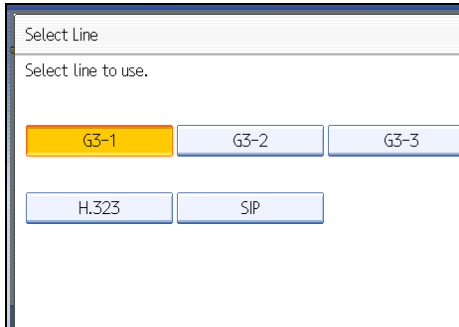 Select Line
Select line to use.
G3-1 G3-2 G3-3
H.323 SIP